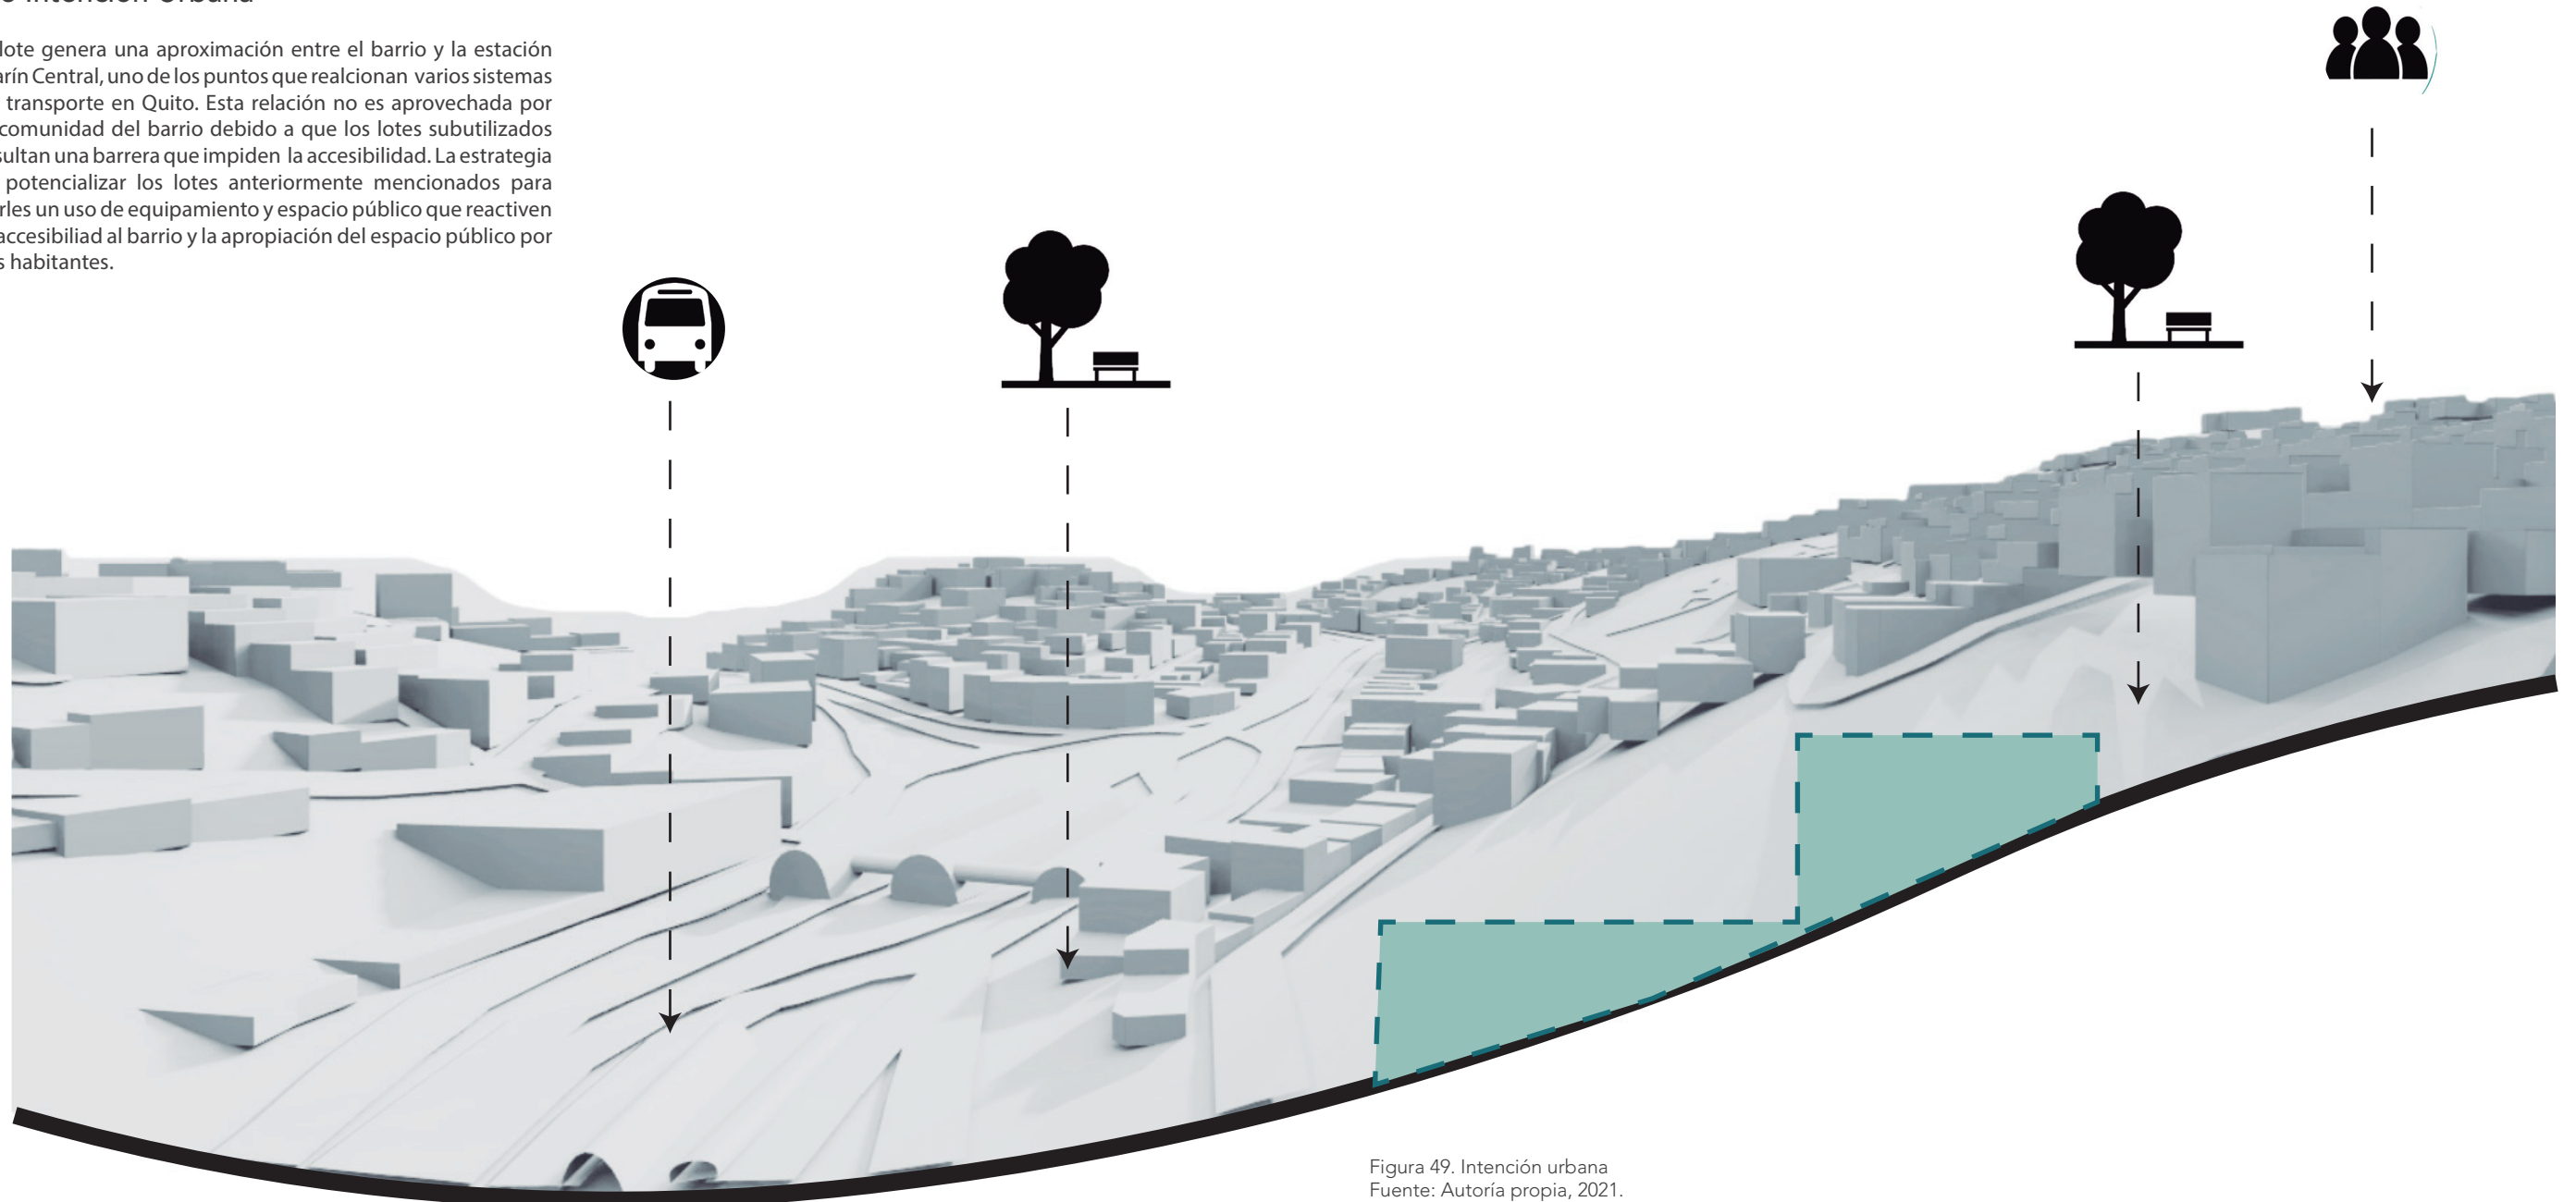 Intención Urbana
lote genera una aproximación entre el barrio y la estación
Central, uno de los puntos que realcionan varios sistemas
transporte en Quito. Esta relación no es aprovechada por
comunidad del barrio debido a que los lotes subutilizados
una barrera que impiden la accesibilidad. La estrategia
potencializar los lotes anteriormente mencionados para
un uso de equipamiento y espacio público que reactiven
accesibiliad al barrio y la apropiación del espacio público por
habitantes.
Figura 49. Intención urbana
Fuente: Autoría propia, 2021.